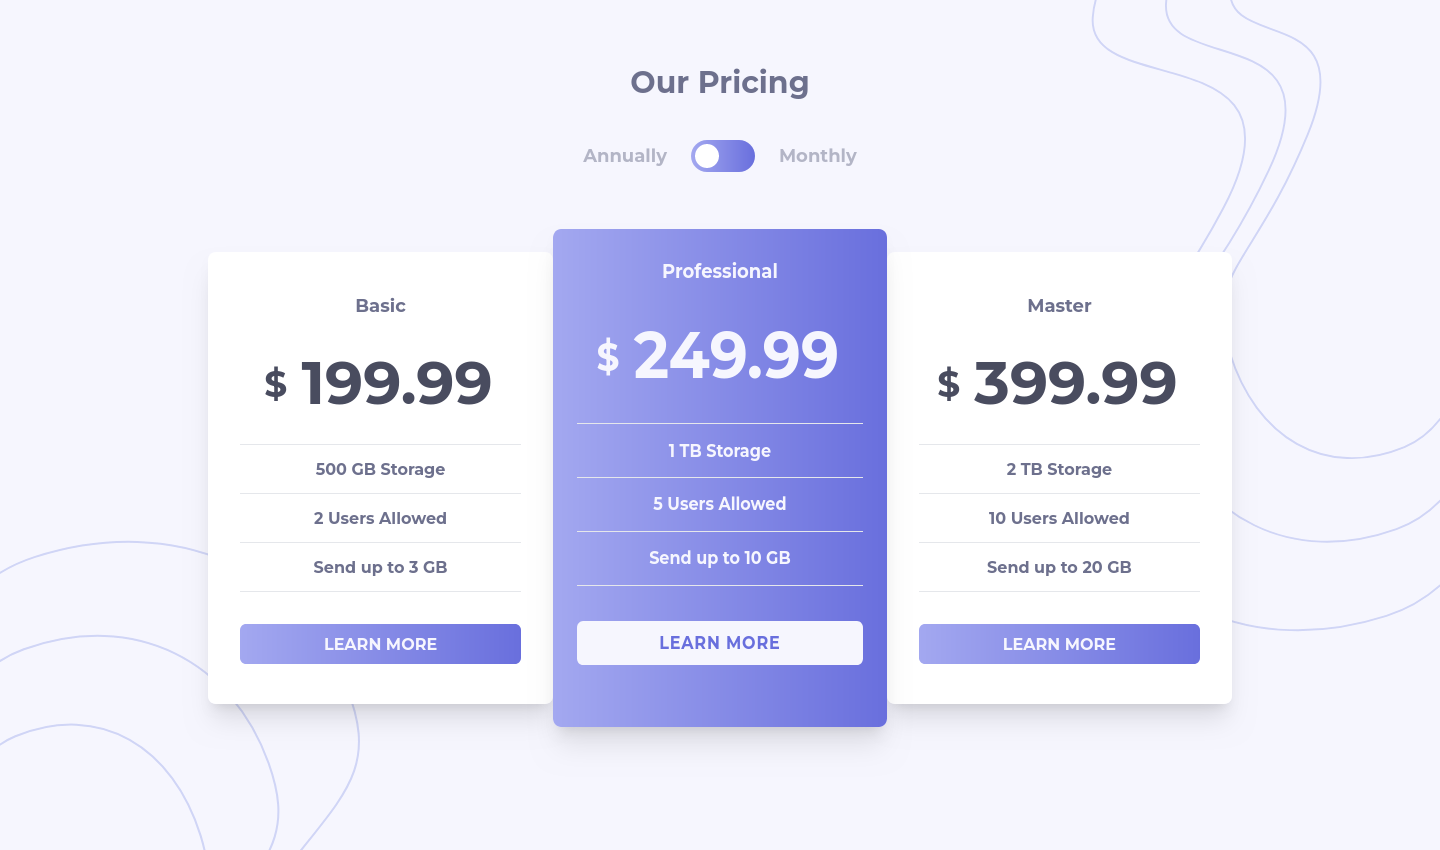 Our Pricing
Annually Monthly
Basic
$ 199.99
500 GB Storage
2 Users Allowed
Send up to 3 GB
LEARN MORE
Professional
$ 249.99
1 TB Storage
5 Users Allowed
Send up to 10 GB
LEARN MORE
Master
$ 399.99
2 TB Storage
10 Users Allowed
Send up to 20 GB
LEARN MORE